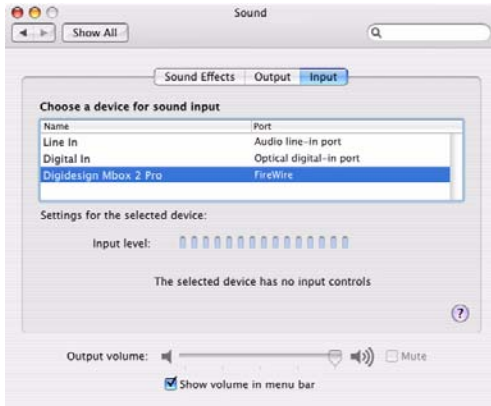 Sound
Show All
Sound Effects Output Input
Choose a device for sound input
Name Port
Line In Audio line-in port
Digital In Optical digital-in port
Digidesign Mbox 2 Pro FireWire
Settings for the selected device:
Input level:
The selected device has no input controls
?
Output volume: Mute
Show volume in menu bar